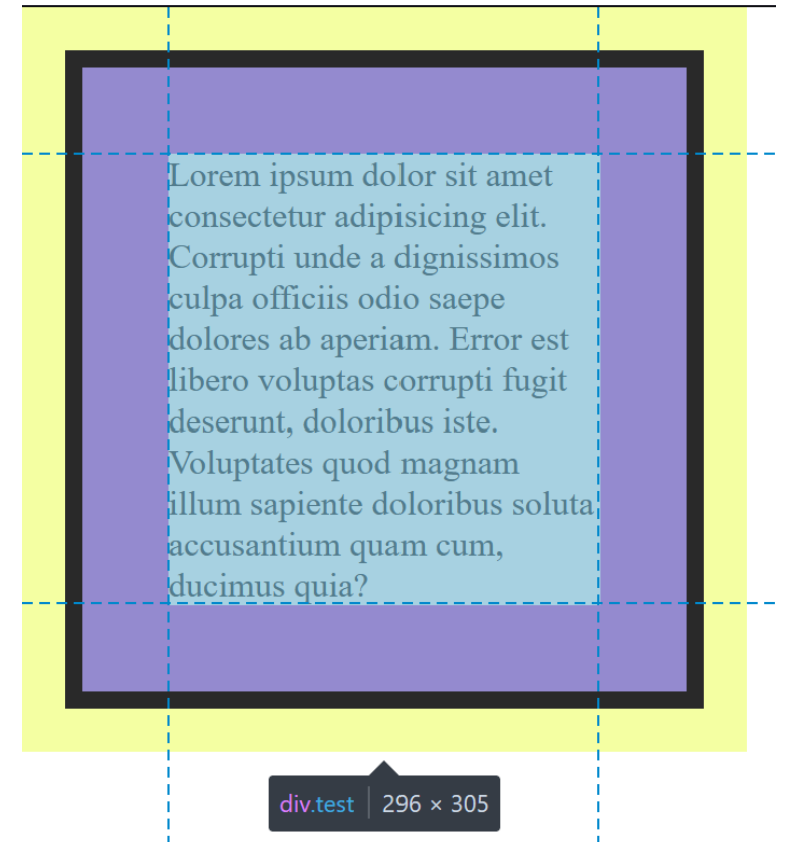 Lorem ipsum dolor sit amet
consectetur adipisicing elit.
Corrupti unde a dignissimos
culpa officiis odio saepe
dolores ab aperiam. Error est
libero voluptas corrupti fugit
deserunt, doloribus iste.
Voluptates quod magnam
illum sapiente doloribus soluta
accusantium quam cum,
ducimus quia?
div.test | 296 × 305